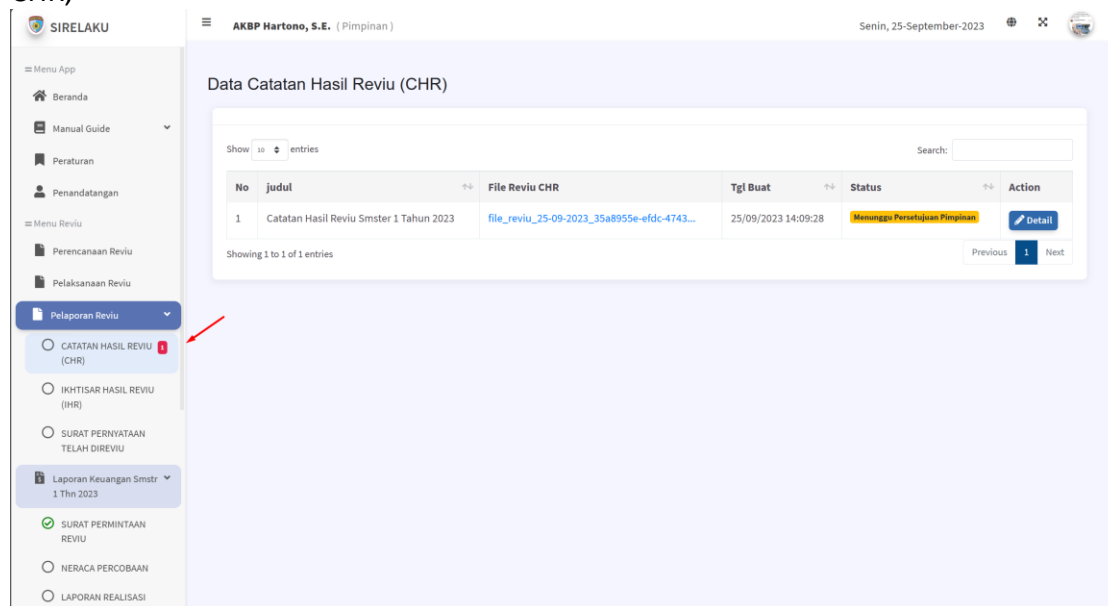 SIRELAKU
AKBP Hartono, S.E. ( Pimpinan )
Senin, 25-September-2023
Menu App
Beranda
Manual Guide
Peraturan
Penandatangan
Menu Reviu
Perencanaan Reviu
Pelaksanaan Reviu
Pelaporan Reviu
CATATAN HASIL REVIU 1
(CHR)
IKHTISAR HASIL REVIU
(IHR)
SURAT PERNYATAAN
TELAH DIREVIU
Laporan Keuangan Smstr
1 Thn 2023
SURAT PERMINTAAN
REVIU
NERACA PERCOBAAN
LAPORAN REALISASI
Data Catatan Hasil Reviu (CHR)
Show 10 entries
Search:
No judul File Reviu CHR Tgl Buat Status Action
1 Catatan Hasil Reviu Smster 1 Tahun 2023 file_reviu_25-09-2023_35a8955e-efdc-4743... 25/09/2023 14:09:28 Menunggu Persetujuan Pimpinan Detail
Showing 1 to 1 of 1 entries
Previous 1 Next